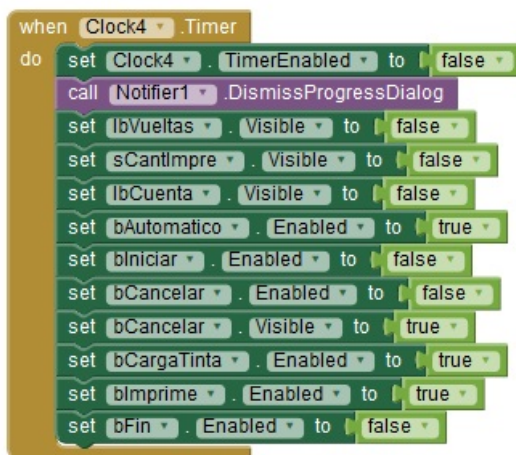 when Clock4 .Timer
do set Clock4 . TimerEnabled to false
call Notifier1 .DismissProgressDialog
set lbVueltas . Visible to false
set sCantImpre . Visible to false
set lbCuenta . Visible to false
set bAutomatico . Enabled to true
set bIniciar . Enabled to false
set bCancelar . Enabled to false
set bCancelar . Visible to true
set bCargaTinta . Enabled to true
set bImprime . Enabled to true
set bFin . Enabled to false